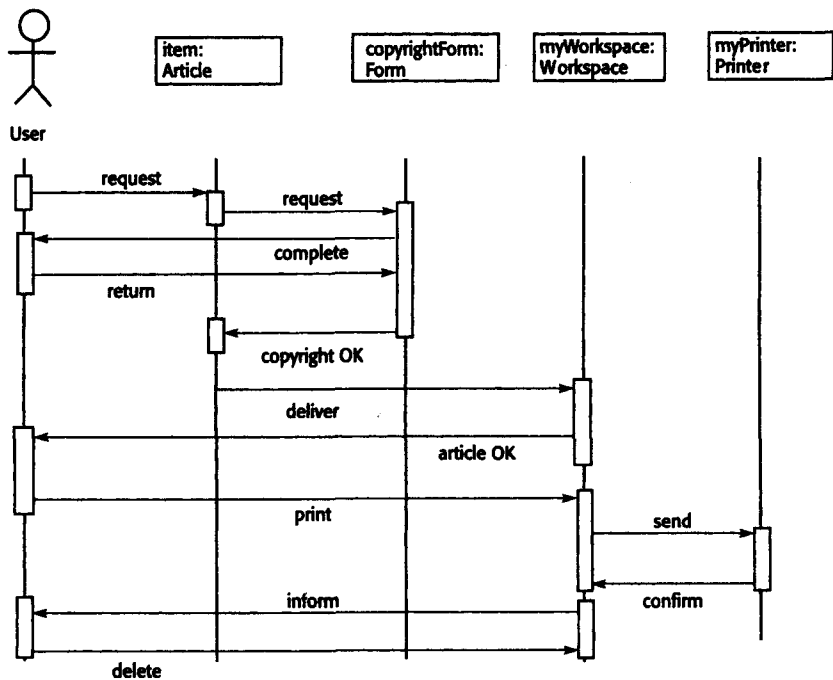 item:
Article
copyrightForm:
Form
myWorkspace:
Workspace
myPrinter:
Printer
User
request
request
complete
return
copyright OK
deliver
article OK
print
send
confirm
inform
delete